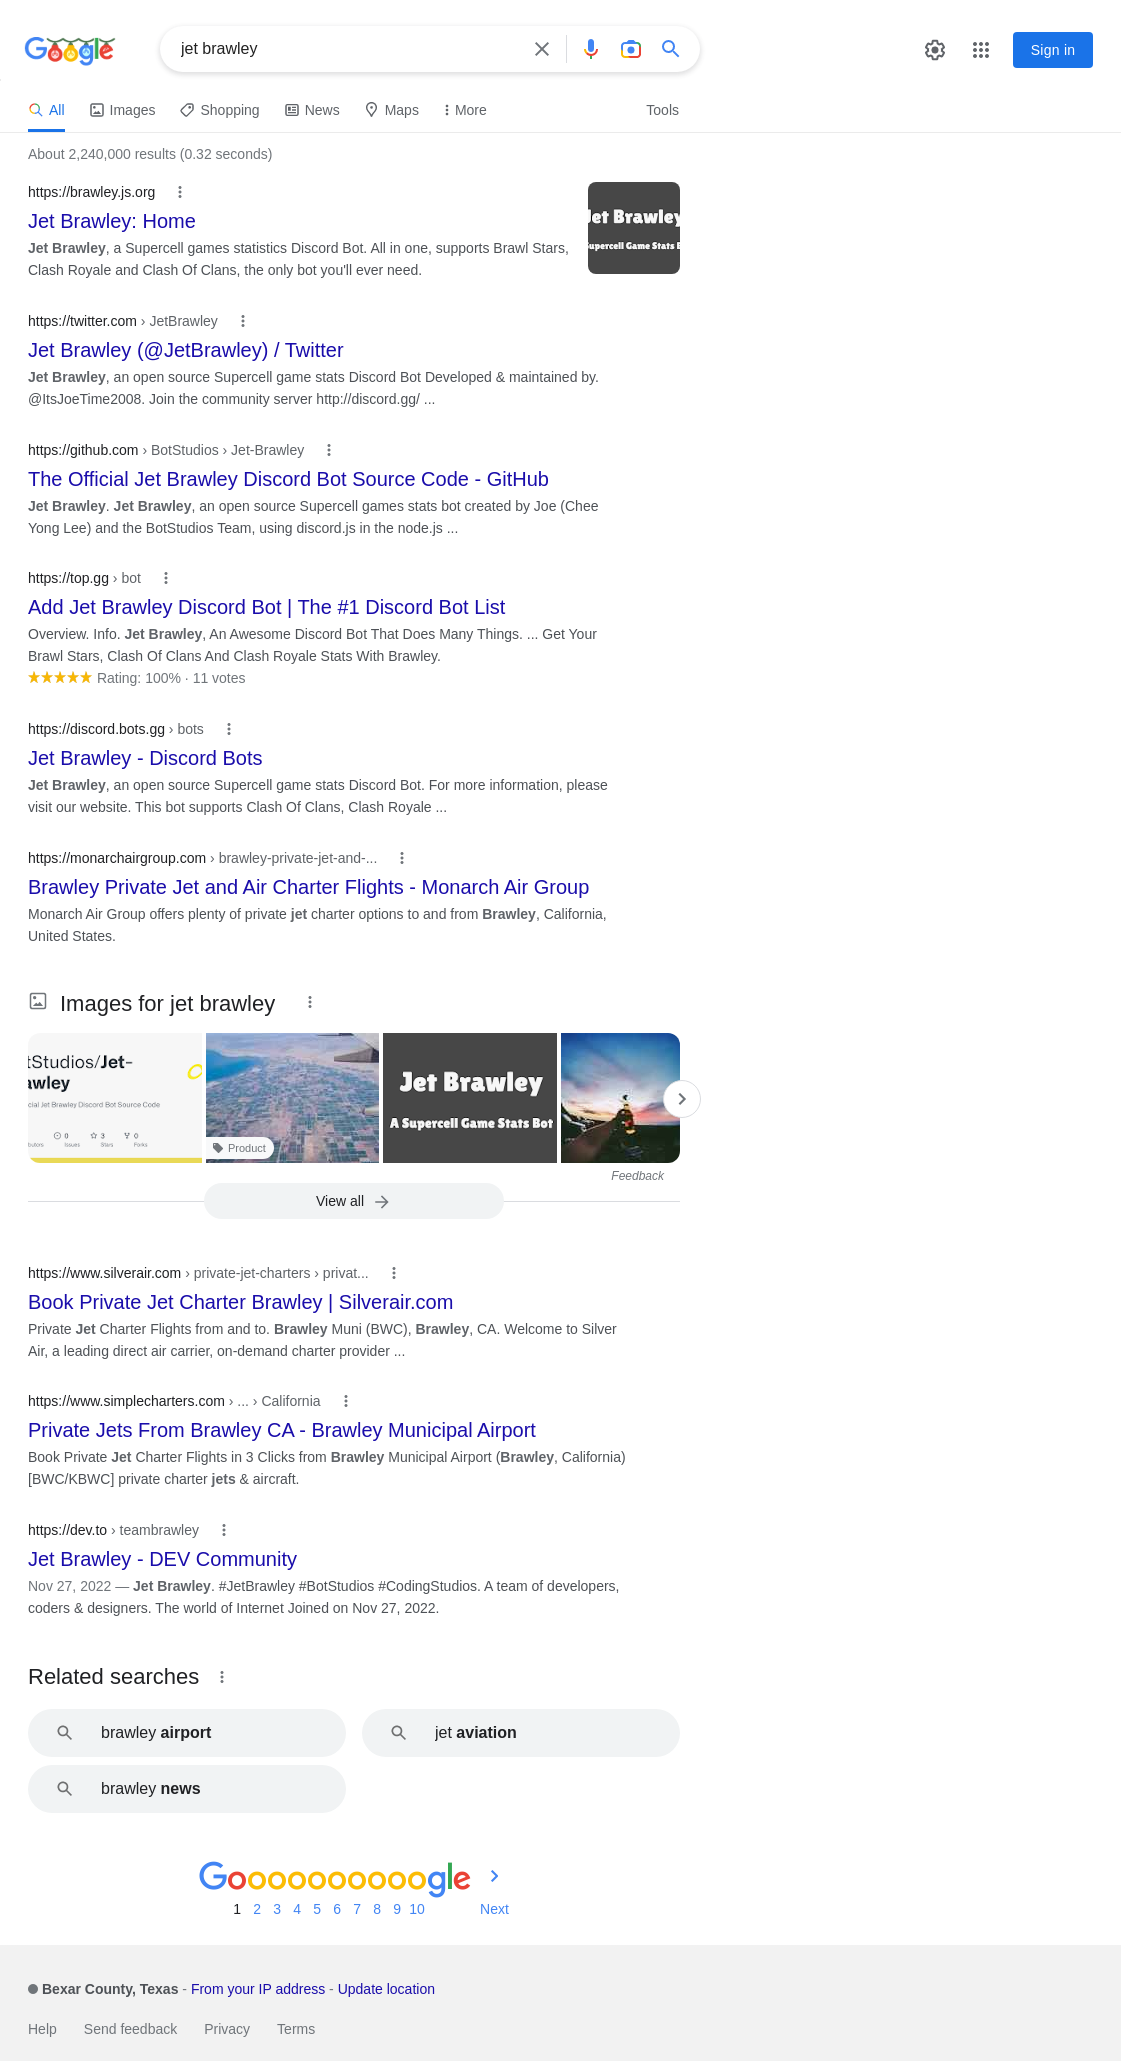 Google
jet brawley
Sign in
All Images Shopping News Maps More Tools
About 2,240,000 results (0.32 seconds)
https://brawley.js.org
Jet Brawley: Home
Jet Brawley, a Supercell games statistics Discord Bot. All in one, supports Brawl Stars,
Clash Royale and Clash Of Clans, the only bot you'll ever need.
Jet Brawley
Supercell Game Stats B
https://twitter.com › JetBrawley
Jet Brawley (@JetBrawley) / Twitter
Jet Brawley, an open source Supercell game stats Discord Bot Developed & maintained by.
@ItsJoeTime2008. Join the community server http://discord.gg/ ...
https://github.com › BotStudios › Jet-Brawley
The Official Jet Brawley Discord Bot Source Code - GitHub
Jet Brawley. Jet Brawley, an open source Supercell games stats bot created by Joe (Chee
Yong Lee) and the BotStudios Team, using discord.js in the node.js ...
https://top.gg › bot
Add Jet Brawley Discord Bot | The #1 Discord Bot List
Overview. Info. Jet Brawley, An Awesome Discord Bot That Does Many Things. ... Get Your
Brawl Stars, Clash Of Clans And Clash Royale Stats With Brawley.
Rating: 100% · 11 votes
https://discord.bots.gg › bots
Jet Brawley - Discord Bots
Jet Brawley, an open source Supercell game stats Discord Bot. For more information, please
visit our website. This bot supports Clash Of Clans, Clash Royale ...
https://monarchairgroup.com › brawley-private-jet-and-...
Brawley Private Jet and Air Charter Flights - Monarch Air Group
Monarch Air Group offers plenty of private jet charter options to and from Brawley, California,
United States.
Images for jet brawley
tStudios/Jet-
awley
cial Jet Brawley Discord Bot Source Code
0 3 0
butors Issues Stars Forks
Product
Jet Brawley
A Supercell Game Stats Bot
Feedback
View all
https://www.silverair.com › private-jet-charters › privat...
Book Private Jet Charter Brawley | Silverair.com
Private Jet Charter Flights from and to. Brawley Muni (BWC), Brawley, CA. Welcome to Silver
Air, a leading direct air carrier, on-demand charter provider ...
https://www.simplecharters.com › ... › California
Private Jets From Brawley CA - Brawley Municipal Airport
Book Private Jet Charter Flights in 3 Clicks from Brawley Municipal Airport (Brawley, California)
[BWC/KBWC] private charter jets & aircraft.
https://dev.to › teambrawley
Jet Brawley - DEV Community
Nov 27, 2022 — Jet Brawley. #JetBrawley #BotStudios #CodingStudios. A team of developers,
coders & designers. The world of Internet Joined on Nov 27, 2022.
Related searches
brawley airport
jet aviation
brawley news
Goooooooooogle
1 2 3 4 5 6 7 8 9 10 Next
Bexar County, Texas - From your IP address - Update location
Help Send feedback Privacy Terms